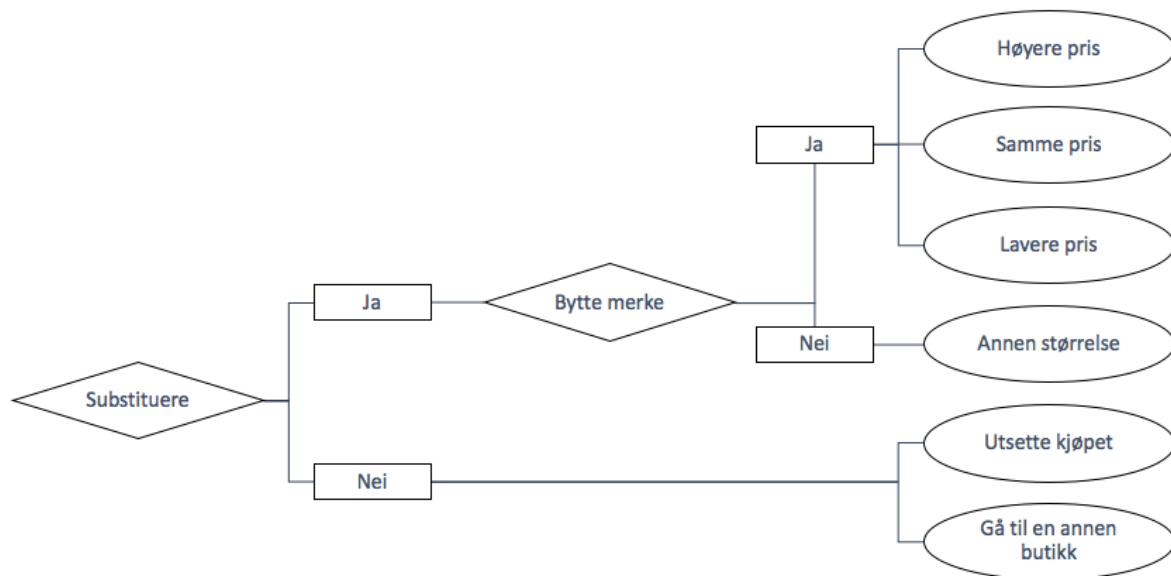 Høyere pris
Ja
Samme pris
Lavere pris
Ja
Bytte merke
Nei
Annen størrelse
Substituere
Utsette kjøpet
Nei
Gå til en annen
butikk